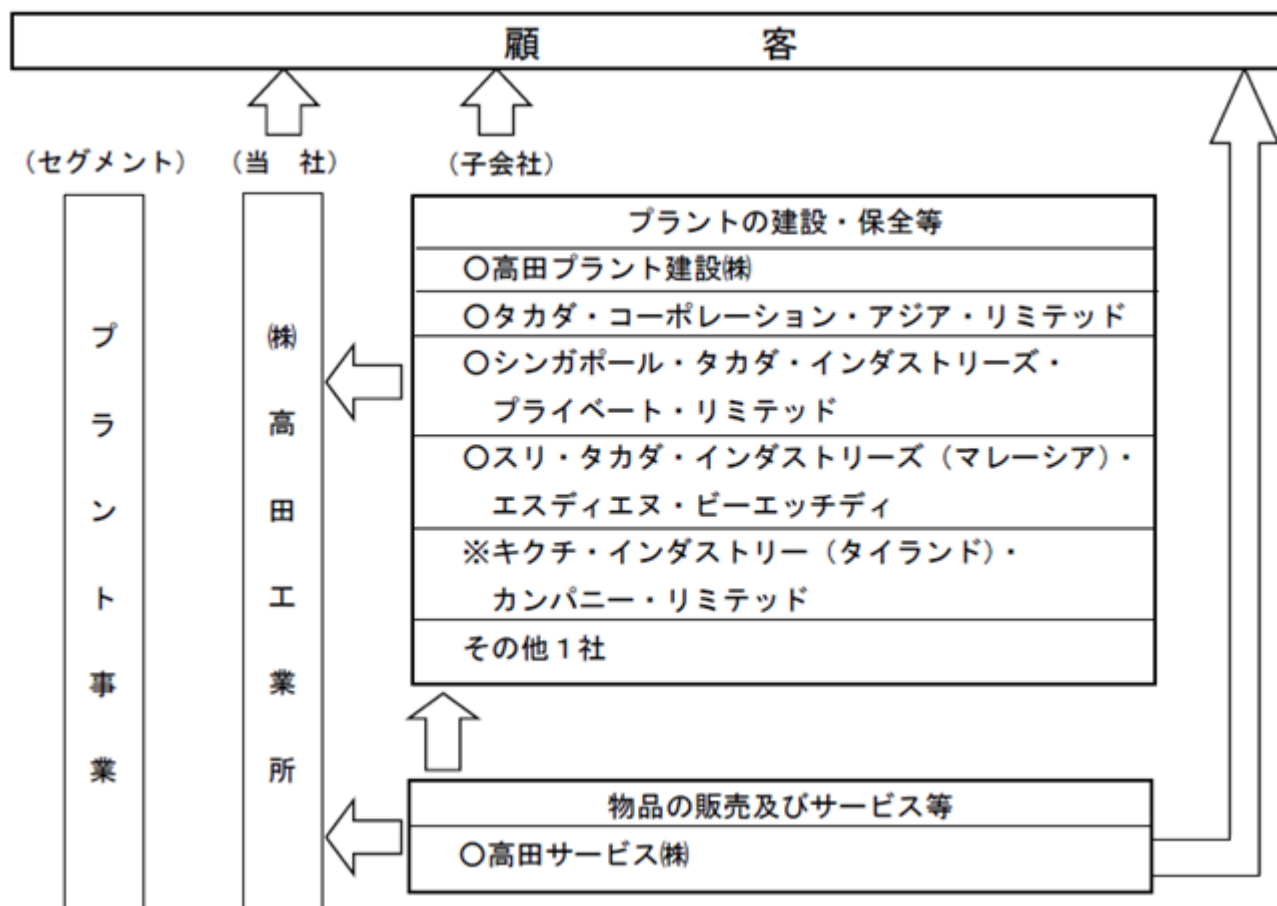 顧客
（セグメント）
（当 社）
（子会社）
プラント事業
㈱高田工業所
プラントの建設・保全等
○高田プラント建設㈱
○タカダ・コーポレーション・アジア・リミテッド
○シンガポール・タカダ・インダストリーズ・
プライベート・リミテッド
○スリ・タカダ・インダストリーズ（マレーシア）・
エスディエヌ・ビーエッチディ
※キクチ・インダストリー（タイランド）・
カンパニー・リミテッド
その他１社
物品の販売及びサービス等
○高田サービス㈱